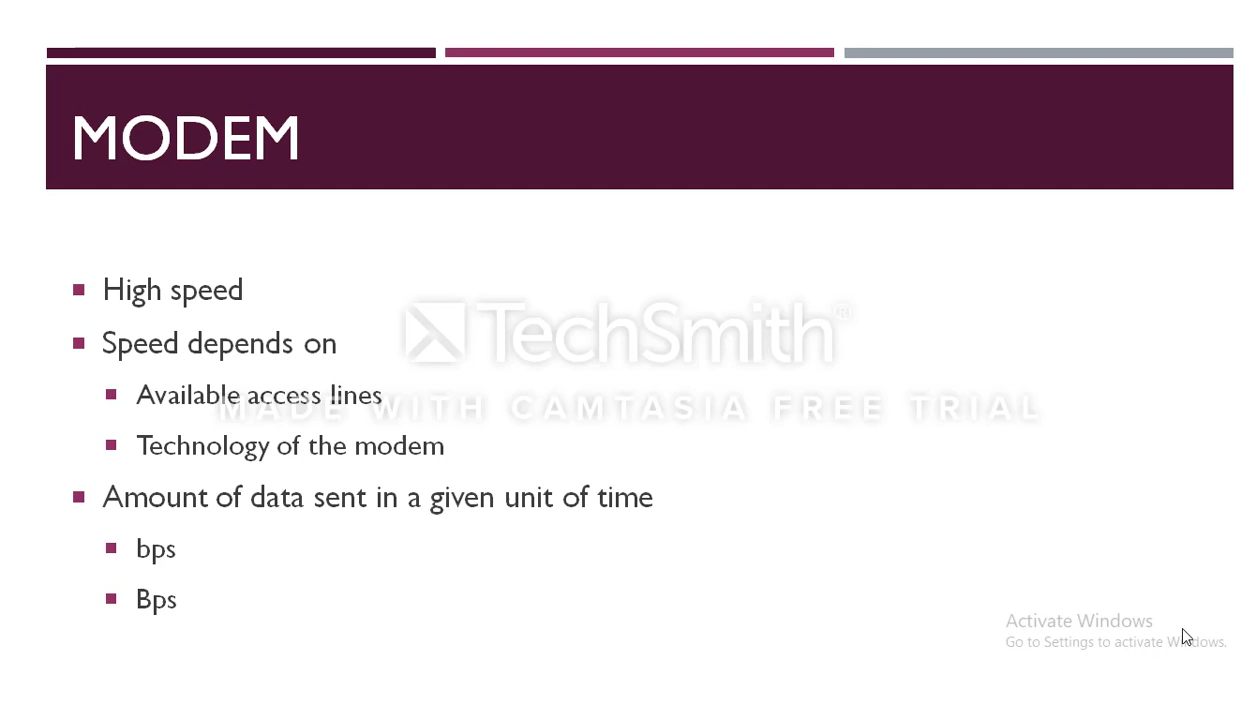 MODEM
High speed
Speed depends on
Available access lines
Technology of the modem
Amount of data sent in a given unit of time
bps
Bps
TechSmith®
MADE WITH CAMTASIA FREE TRIAL
Activate Windows
Go to Settings to activate Windows.